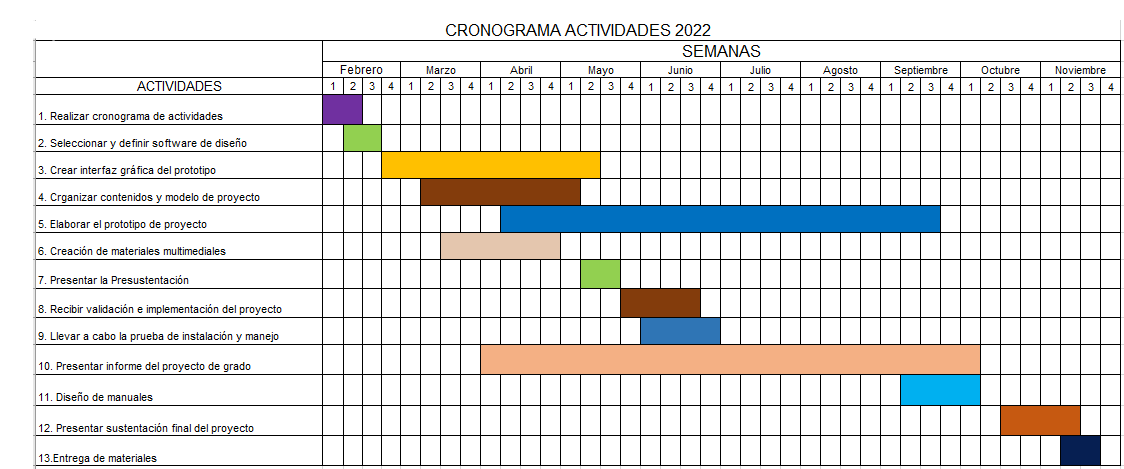 CRONOGRAMA ACTIVIDADES 2022
SEMANAS
Febrero Marzo Abril Mayo Junio Julio Agosto Septiembre Octubre Noviembre
ACTIVIDADES 1 2 3 4 1 2 3 4 1 2 3 4 1 2 3 4 1 2 3 4 1 2 3 4 1 2 3 4 1 2 3 4 1 2 3 4 1 2 3 4
1. Realizar cronograma de actividades
2. Seleccionar y definir software de diseño
3. Crear interfaz gráfica del prototipo
4. Crganizar contenidos y modelo de proyecto
5. Elaborar el prototipo de proyecto
6. Creación de materiales multimediales
7. Presentar la Presustentación
8. Recibir validación e implementación del proyecto
9. Llevar a cabo la prueba de instalación y manejo
10. Presentar informe del proyecto de grado
11. Diseño de manuales
12. Presentar sustentación final del proyecto
13.Entrega de materiales